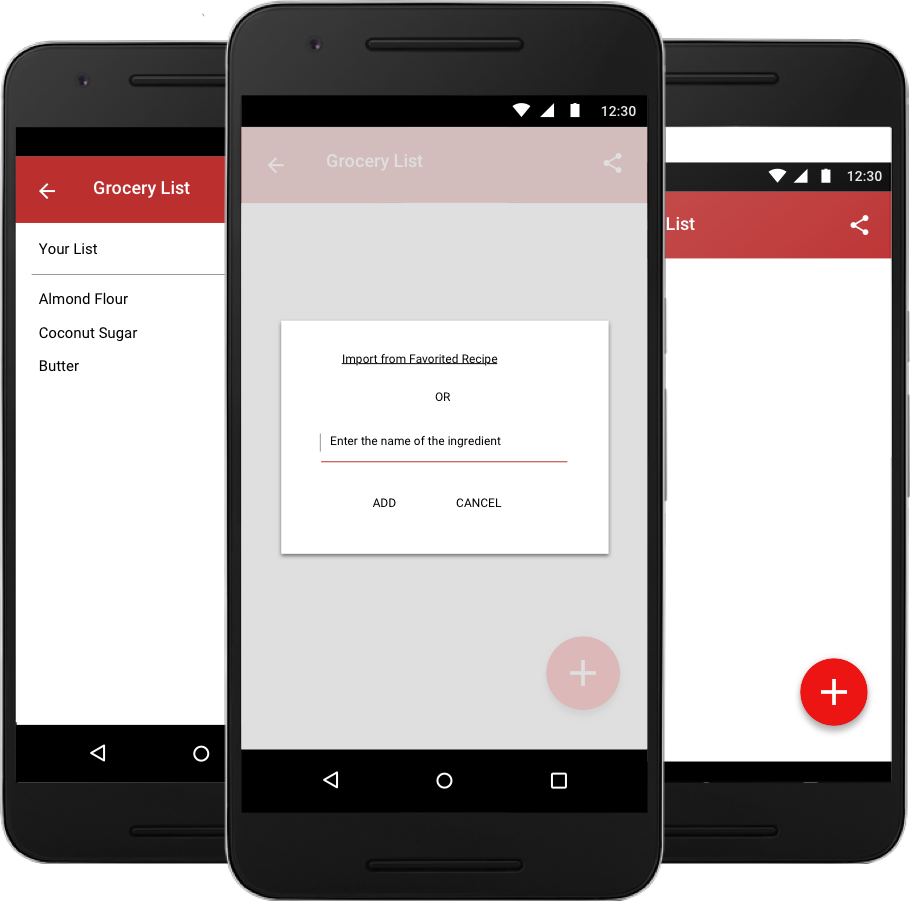 Grocery List
Your List
Almond Flour
Coconut Sugar
Butter
12:30
Grocery List
Import from Favorited Recipe
OR
Enter the name of the ingredient
ADD CANCEL
12:30
List